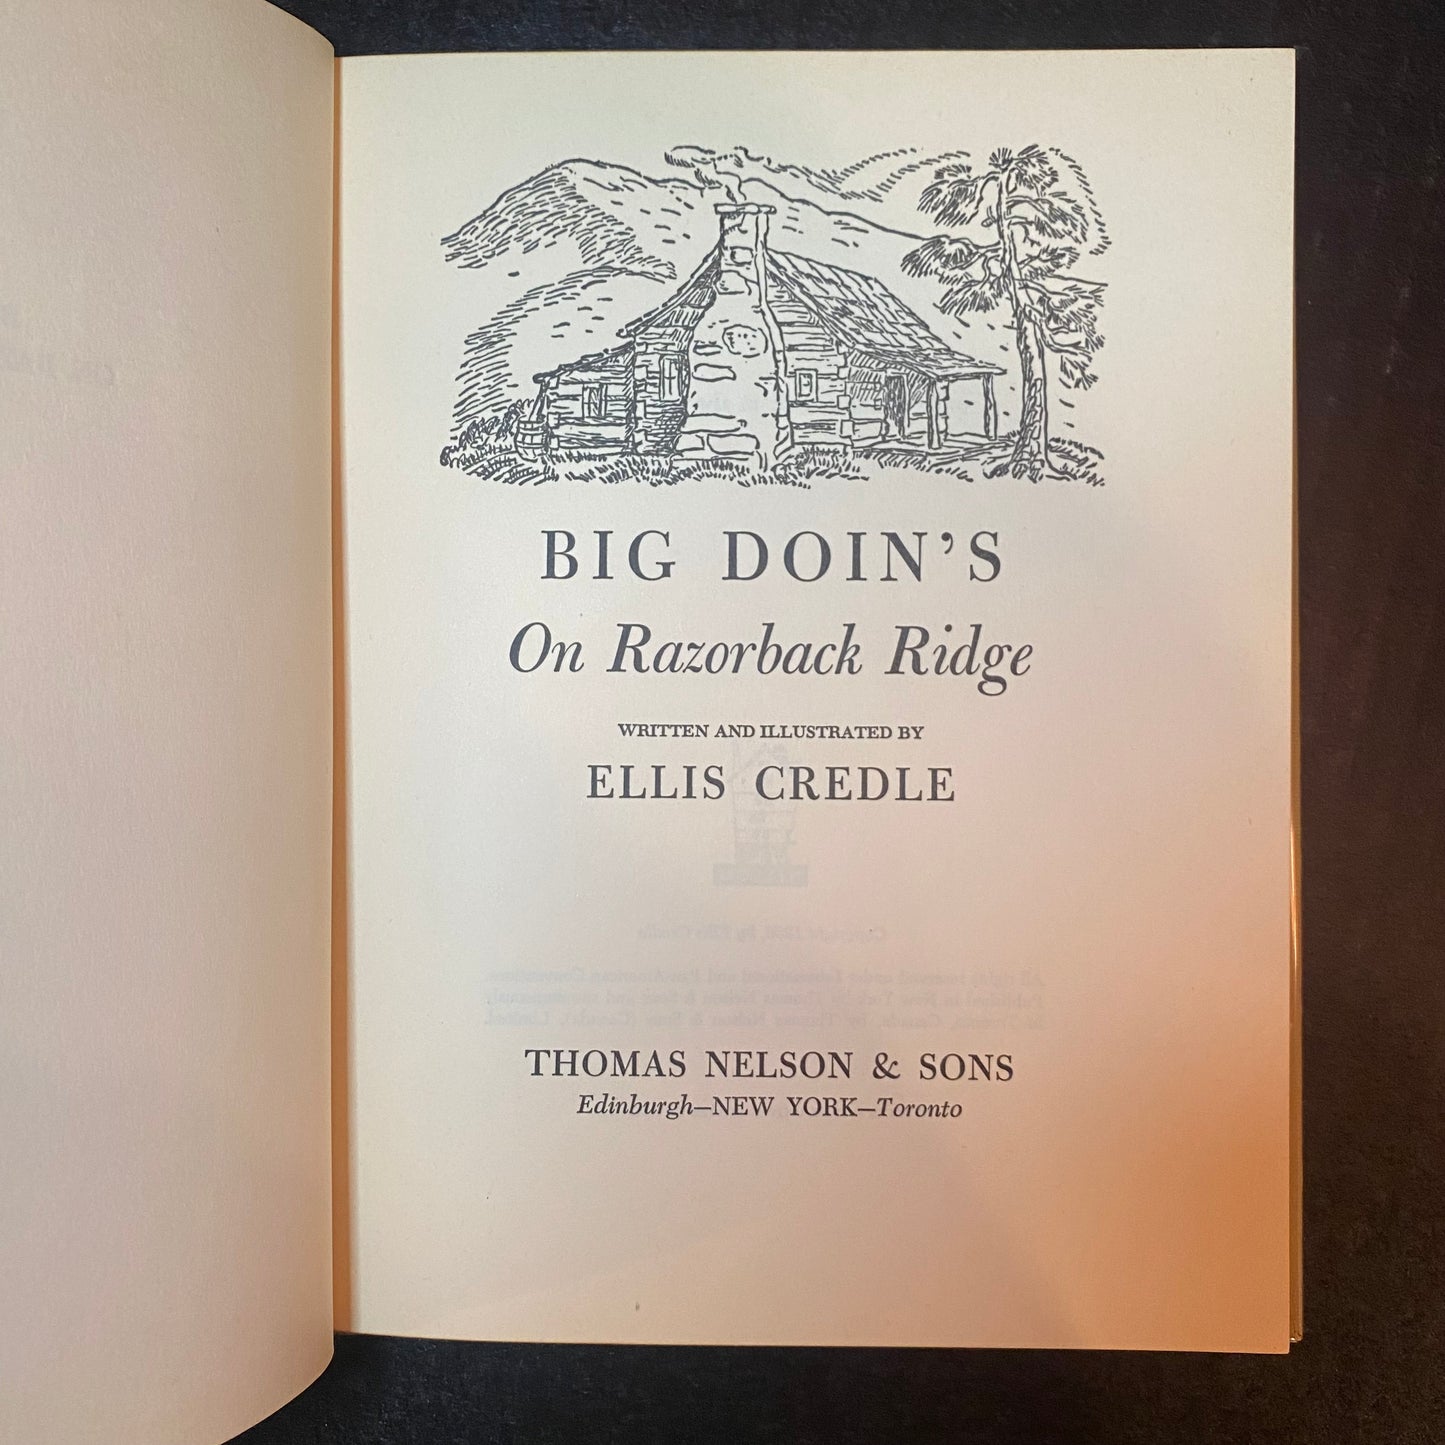 BIG DOIN'S
On Razorback Ridge
WRITTEN AND ILLUSTRATED BY
ELLIS CREDLE
THOMAS NELSON & SONS
Edinburgh—NEW YORK—Toronto